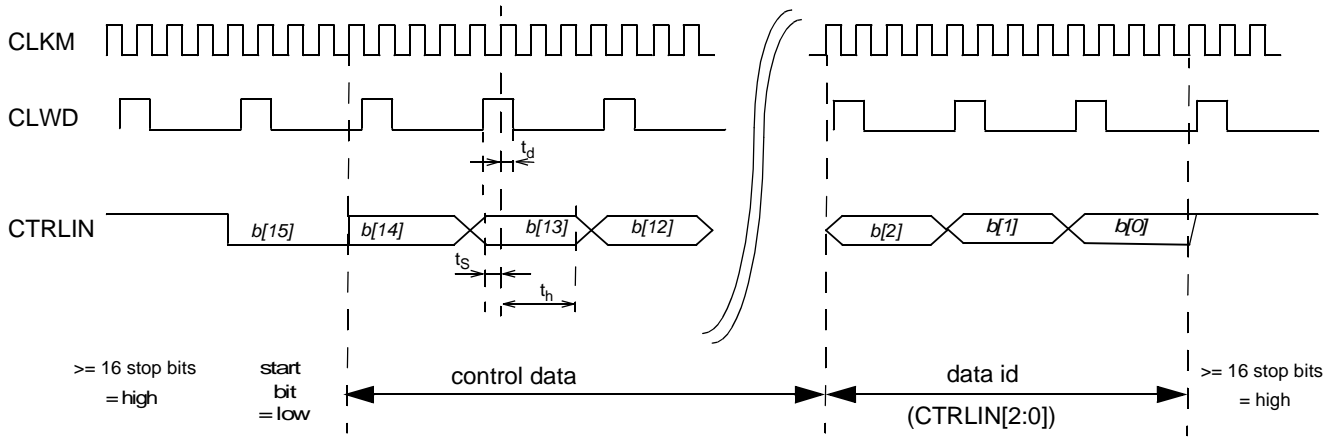 CLKM
CLWD
t_d
CTRLIN
b[15]
b[14]
b[13]
b[12]
b[2]
b[1]
b[0]
t_S
t_h
>= 16 stop bits
= high
start
bit
= low
control data
data id
(CTRLIN[2:0])
>= 16 stop bits
= high